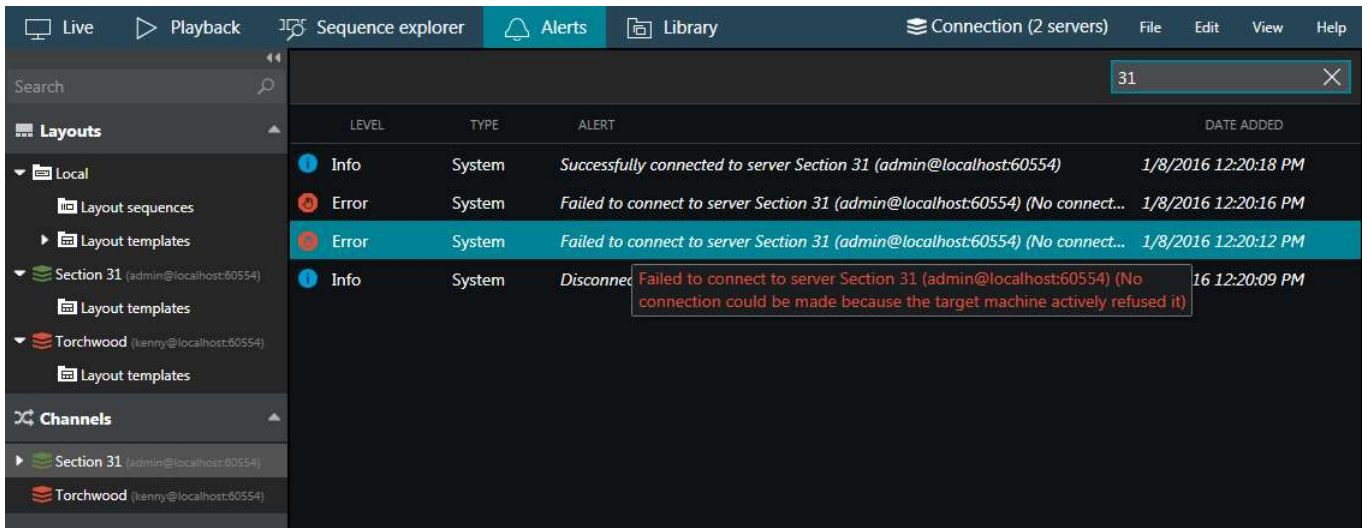 Live Playback Sequence explorer Alerts Library Connection (2 servers) File Edit View Help
Search
31
Layouts
LEVEL TYPE ALERT DATE ADDED
Local
Layout sequences
Layout templates
Section 31 (admin@localhost:60554)
Layout templates
Torchwood (kenny@localhost:60554)
Layout templates
Channels
Section 31 (admin@localhost:60554)
Torchwood (kenny@localhost:60554)
Info System Successfully connected to server Section 31 (admin@localhost:60554) 1/8/2016 12:20:18 PM
Error System Failed to connect to server Section 31 (admin@localhost:60554) (No connect... 1/8/2016 12:20:16 PM
Error System Failed to connect to server Section 31 (admin@localhost:60554) (No connect... 1/8/2016 12:20:12 PM
Info System Disconnec 16 12:20:09 PM
Failed to connect to server Section 31 (admin@localhost:60554) (No
connection could be made because the target machine actively refused it)